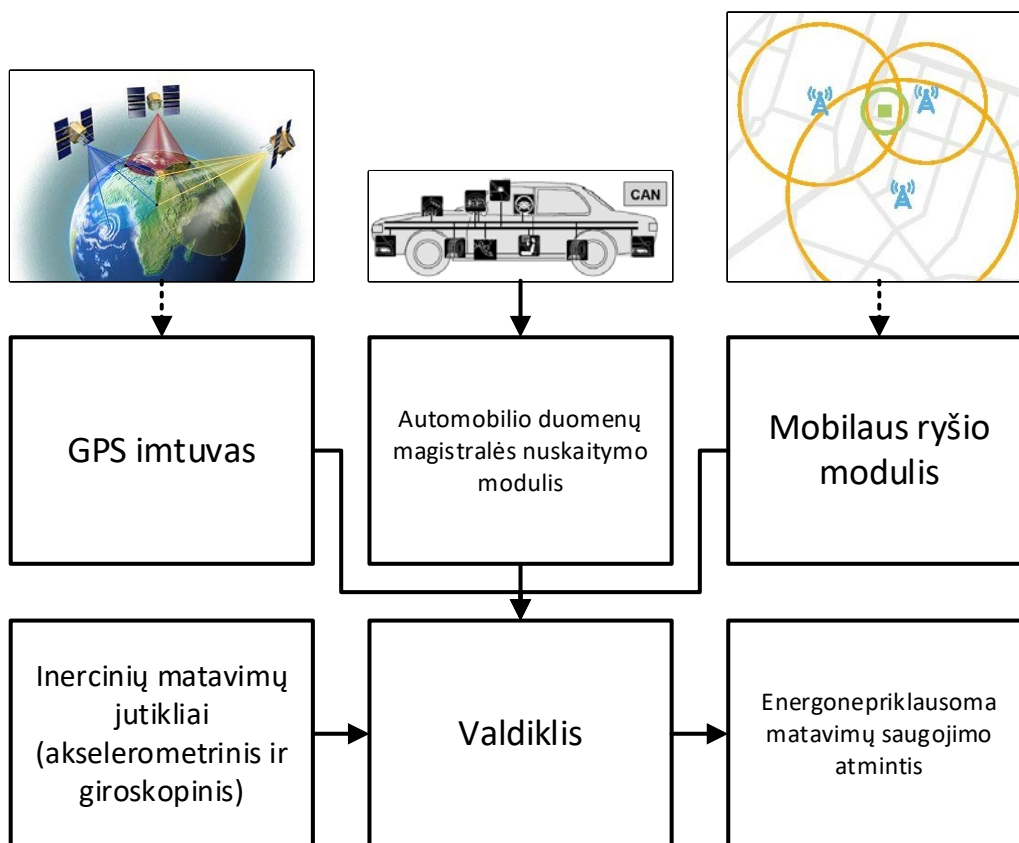 CAN
GPS imtuvas
Automobilio duomenų
magistralės nuskaitymo
modulis
Mobilaus ryšio
modulis
Inercinių matavimų
jutikliai
(akselerometrinis ir
giroskopinis)
Valdiklis
Energonepriklausoma
matavimų saugojimo
atmintis